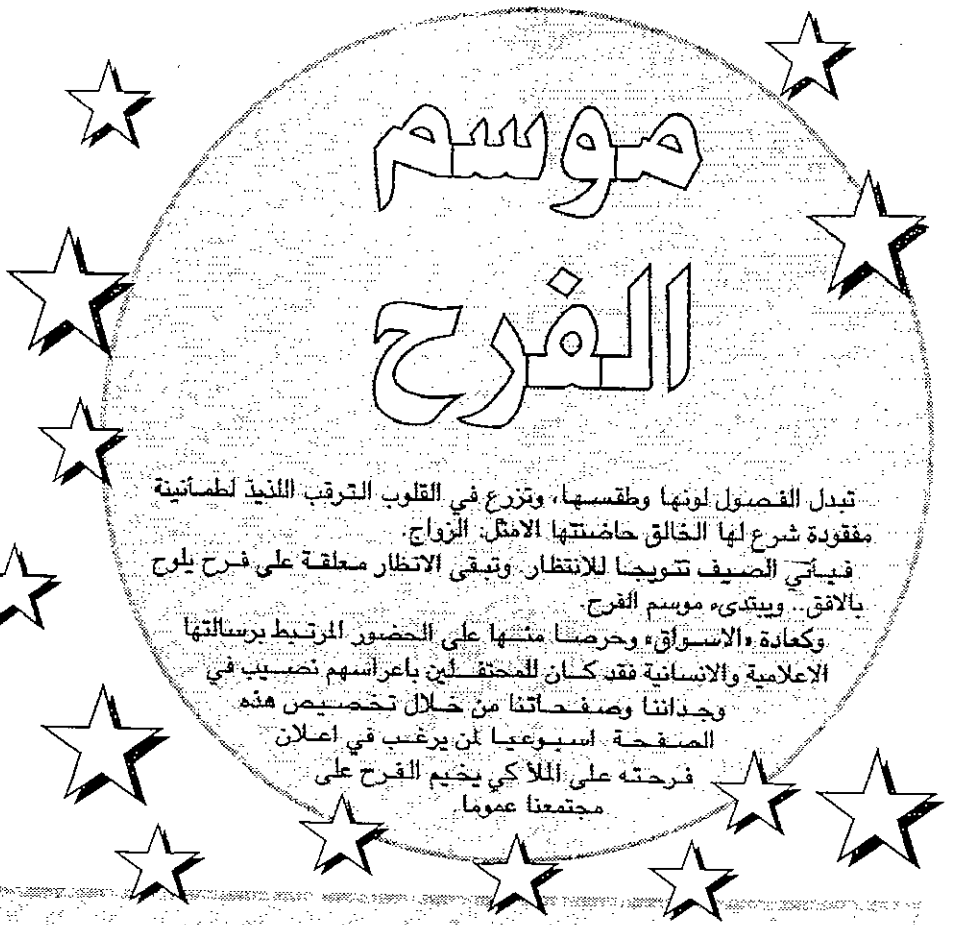 موسم
الفرح
تبدل الفصول لونها وطقسها، وتزرع في القلوب الترقب اللذيذ لطمأنينة
مفقودة شرع لها الخالق حاضنتها الامثل: الزواج.
فيأتي الصيف تتويجا للانتظار. وتبقى الانظار معلقة على فرح يلوح
بالافق.. ويبتدىء موسم الفرح.
وكعادة «الاسواق» وحرصا منها على الحضور المرتبط برسالتها
الاعلامية والانسانية فقد كان للمحتفلين باعراسهم نصيب في
وجداننا وصفحاتنا من خلال تخصيص هذه
الصفحة اسبوعيا لمن يرغب في اعلان
فرحته على الملأ كي يخيم الفرح على
مجتمعنا عموما.